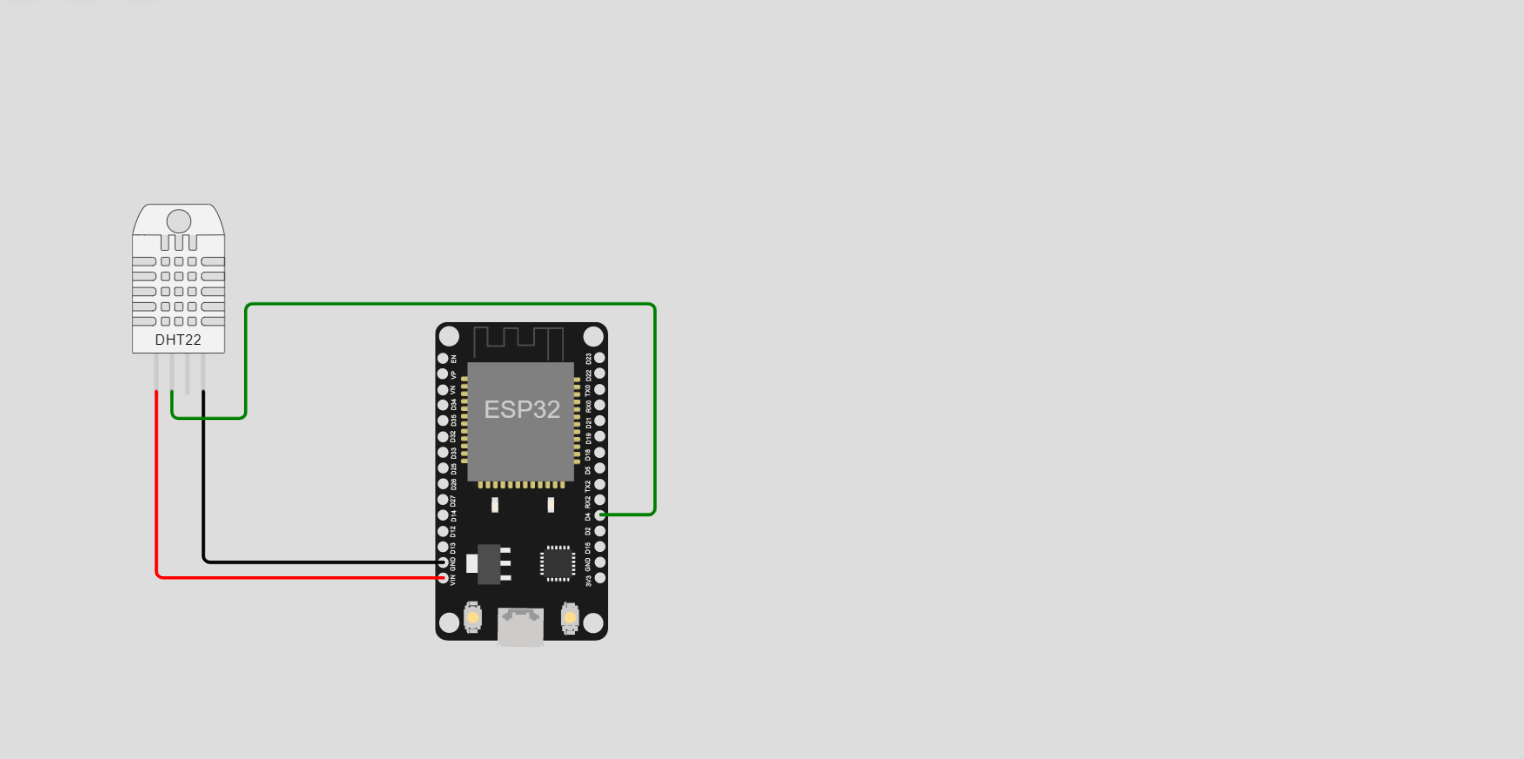 DHT22
ESP32
EN
VP
VN
D34
D35
D32
D33
D25
D26
D27
D14
D12
D13
GND
VIN
D23
D22
TX0
RX0
D21
D19
D18
D5
TX2
RX2
D4
D2
D15
GND
3V3